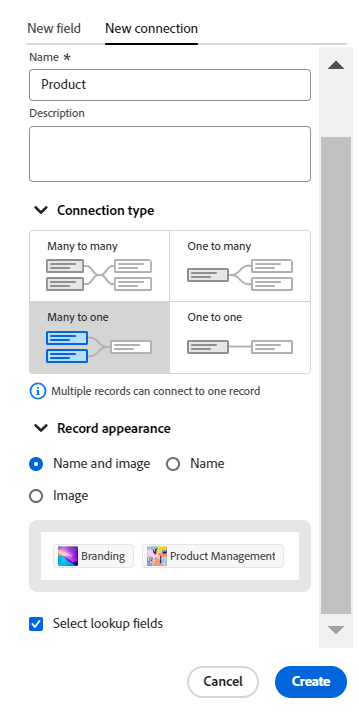 New field New connection
Name *
Product
Description
Connection type
Many to many One to many
Many to one One to one
Multiple records can connect to one record
Record appearance
Name and image Name
Image
Branding Product Management
Select lookup fields
Cancel Create